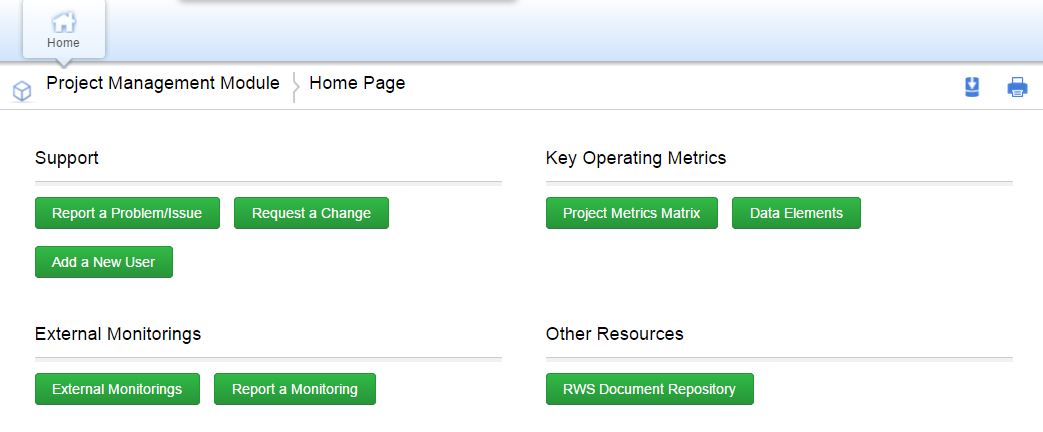 Home
Project Management Module Home Page
Support
Report a Problem/Issue Request a Change
Add a New User
Key Operating Metrics
Project Metrics Matrix Data Elements
External Monitorings
External Monitorings Report a Monitoring
Other Resources
RWS Document Repository